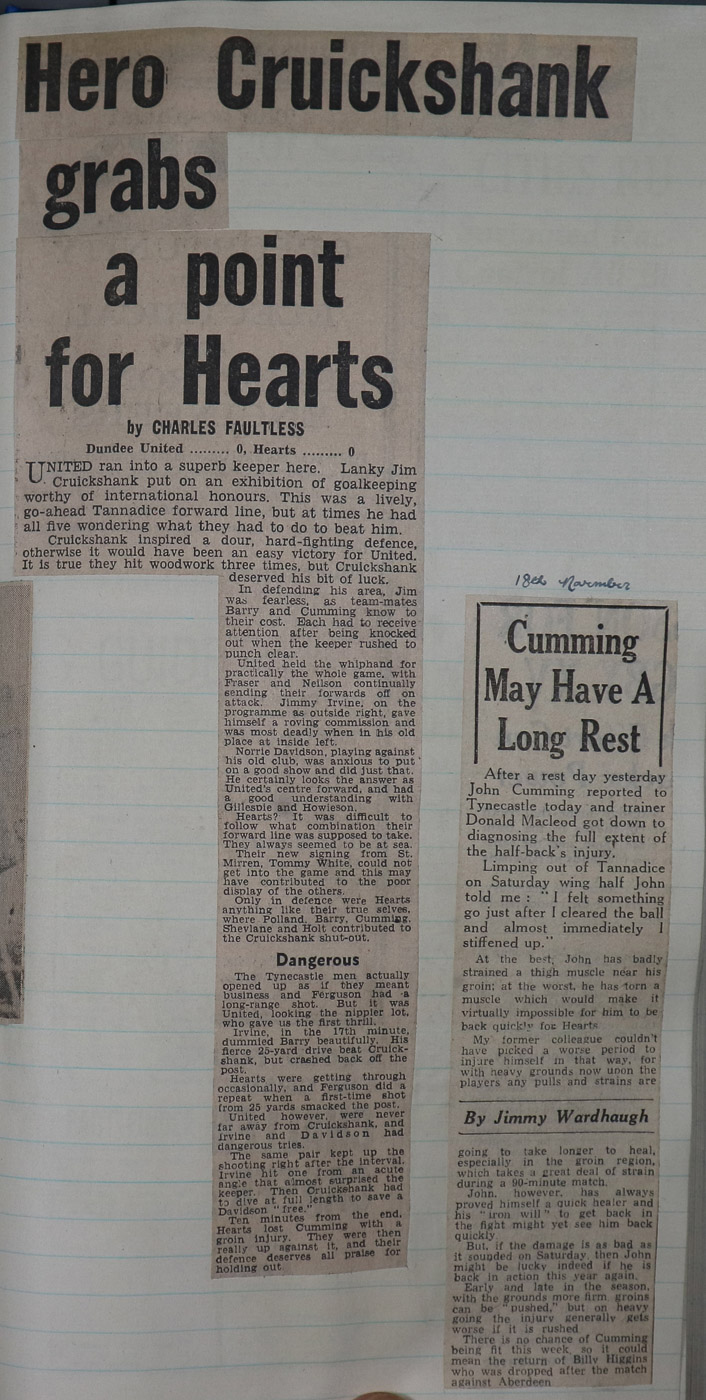 Hero Cruickshank
grabs
a point
for Hearts
by CHARLES FAULTLESS
Dundee United ......... 0, Hearts ......... 0
UNITED ran into a superb keeper here. Lanky Jim
Cruickshank put on an exhibition of goalkeeping
worthy of international honours. This was a lively,
go-ahead Tannadice forward line, but at times he had
all five wondering what they had to do to beat him.
Cruickshank inspired a dour, hard-fighting defence,
otherwise it would have been an easy victory for United.
It is true they hit woodwork three times, but Cruickshank
deserved his bit of luck.
In defending his area, Jim
was fearless, as team-mates
Barry and Cumming know to
their cost. Each had to receive
attention after being knocked
out when the keeper rushed to
punch clear.
United held the whiphand for
practically the whole game, with
Fraser and Neilson continually
sending their forwards off on
attack. Jimmy Irvine, on the
programme as outside right, gave
himself a roving commission and
was most deadly when in his old
place at inside left.
Norrie Davidson, playing against
his old club, was anxious to put
on a good show and did just that.
He certainly looks the answer as
United's centre forward, and had
a good understanding with
Gillespie and Howieson.
Hearts? It was difficult to
follow what combination their
forward line was supposed to take.
They always seemed to be at sea.
Their new signing from St.
Mirren, Tommy White, could not
get into the game and this may
have contributed to the poor
display of the others.
Only in defence were Hearts
anything like their true selves,
where Polland, Barry, Cumming,
Shevlane and Holt contributed to
the Cruickshank shut-out.
Dangerous
The Tynecastle men actually
opened up as if they meant
business and Ferguson had a
long-range shot. But it was
United, looking the nippier lot,
who gave us the first thrill.
Irvine, in the 17th minute,
dummied Barry beautifully. His
fierce 25-yard drive beat Cruick-
shank, but crashed back off the
post.
Hearts were getting through
occasionally, and Ferguson did a
repeat when a first-time shot
from 25 yards smacked the post.
United however, were never
far away from Cruickshank, and
Irvine and Davidson had
dangerous tries.
The same pair kept up the
shooting right after the interval.
Irvine hit one from an acute
angle that almost surprised the
keeper. Then Cruickshank had
to dive at full length to save a
Davidson "free."
Ten minutes from the end,
Hearts lost Cumming with a
groin injury. They were then
really up against it, and their
defence deserves all praise for
holding out.
18th November
Cumming
May Have A
Long Rest
After a rest day yesterday
John Cumming reported to
Tynecastle today and trainer
Donald Macleod got down to
diagnosing the full extent of
the half-back's injury.
Limping out of Tannadice
on Saturday wing half John
told me : "I felt something
go just after I cleared the ball
and almost immediately I
stiffened up."
At the best, John has badly
strained a thigh muscle near his
groin; at the worst, he has torn a
muscle which would make it
virtually impossible for him to be
back quickly for Hearts
My former colleague couldn't
have picked a worse period to
injure himself in that way, for
with heavy grounds now upon the
players any pulls and strains are
By Jimmy Wardhaugh
going to take longer to heal,
especially in the groin region,
which takes a great deal of strain
during a 90-minute match.
John, however, has always
proved himself a quick healer and
his "iron will" to get back in
the fight might yet see him back
quickly.
But, if the damage is as bad as
it sounded on Saturday, then John
might be lucky indeed if he is
back in action this year again.
Early and late in the season,
with the grounds more firm groins
can be "pushed," but on heavy
going the injury generally gets
worse if it is rushed
There is no chance of Cumming
being fit this week, so it could
mean the return of Billy Higgins
who was dropped after the match
against Aberdeen